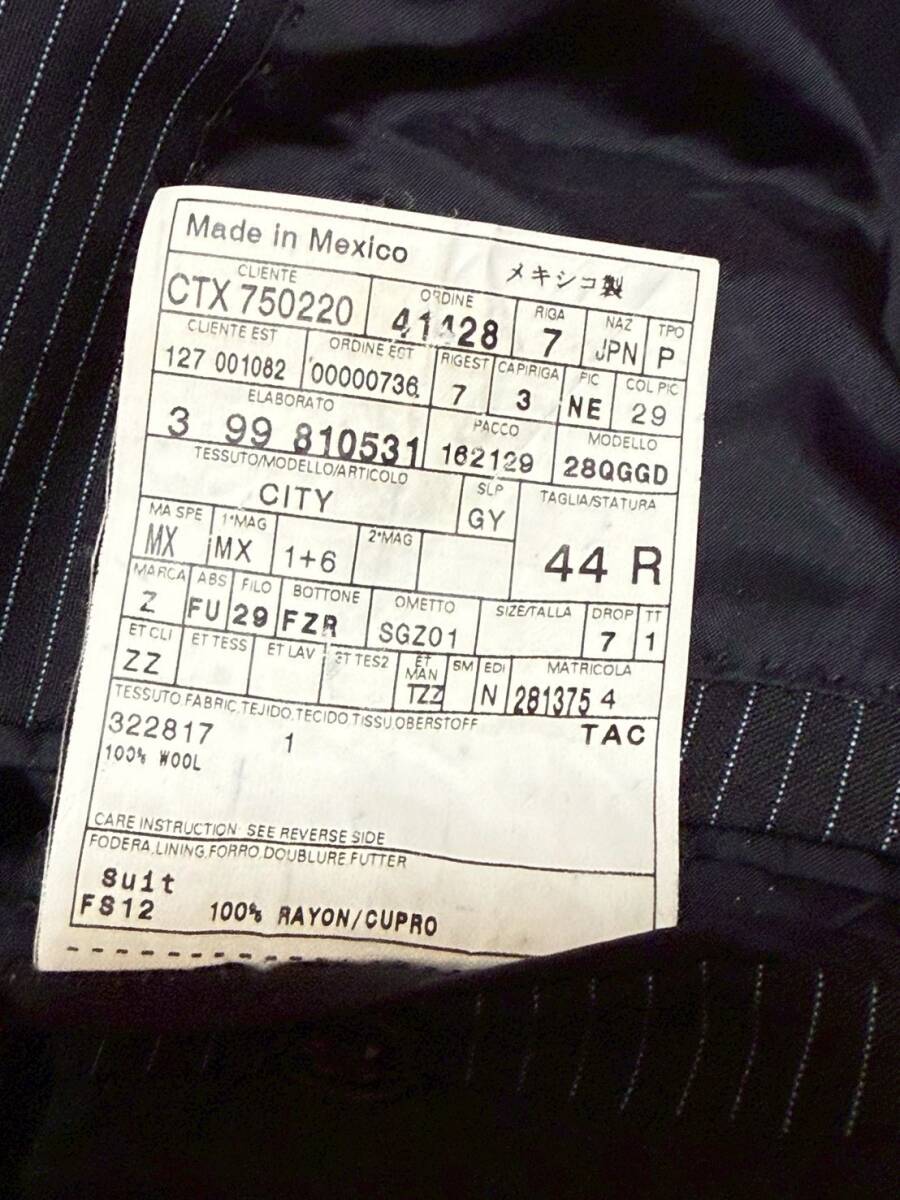 Made in Mexico メキシコ製
CLIENTE ORDINE RIGA NAZ TPO
CTX 750220 7 JPN P
CLIENTE EST ORDINE EST RIGEST CAPIRIGA PIC COL PIC
127 001082 00000736 7 3 NE 29
ELABORATO PACCO MODELLO
3 99 810531 162129 28QGGD
TESSUTO/MODELLO/ARTICOLO SLP TAGLIA/STATURA
CITY GY 44 R
MA SPE 1°MAG 2°MAG
MX MX 1+6
MARCA ABS FILO BOTTONE OMETTO SIZE/TALLA DROP TT
Z FU 29 FZR SGZ01 7 1
ET CLI ET TESS ET LAV ET TES2 ET MAN SM EDI MATRICOLA
ZZ TZZ N 281375 4
TESSUTO,FABRIC,TEJIDO,TECIDO,TISSU,OBERSTOFF TAC
322817 1
100% WOOL
CARE INSTRUCTION: SEE REVERSE SIDE
FODERA,LINING,FORRO,DOUBLURE,FUTTER
Suit
FS12 100% RAYON/CUPRO